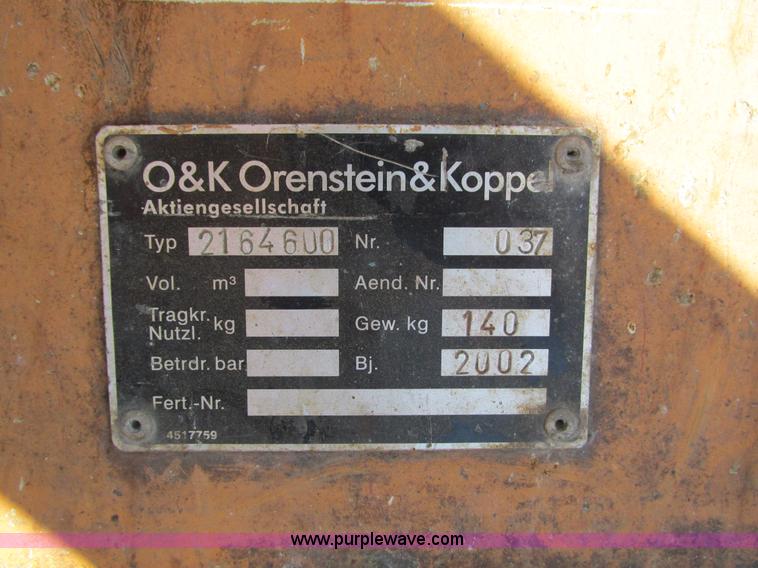 O&K Orenstein&Koppel
Aktiengesellschaft
Typ 2164600 Nr. 037
Vol. m³ Aend. Nr.
Tragkr. Nutzl. kg Gew. kg 140
Betrdr. bar Bj. 2002
Fert.-Nr.
4517759
www.purplewave.com